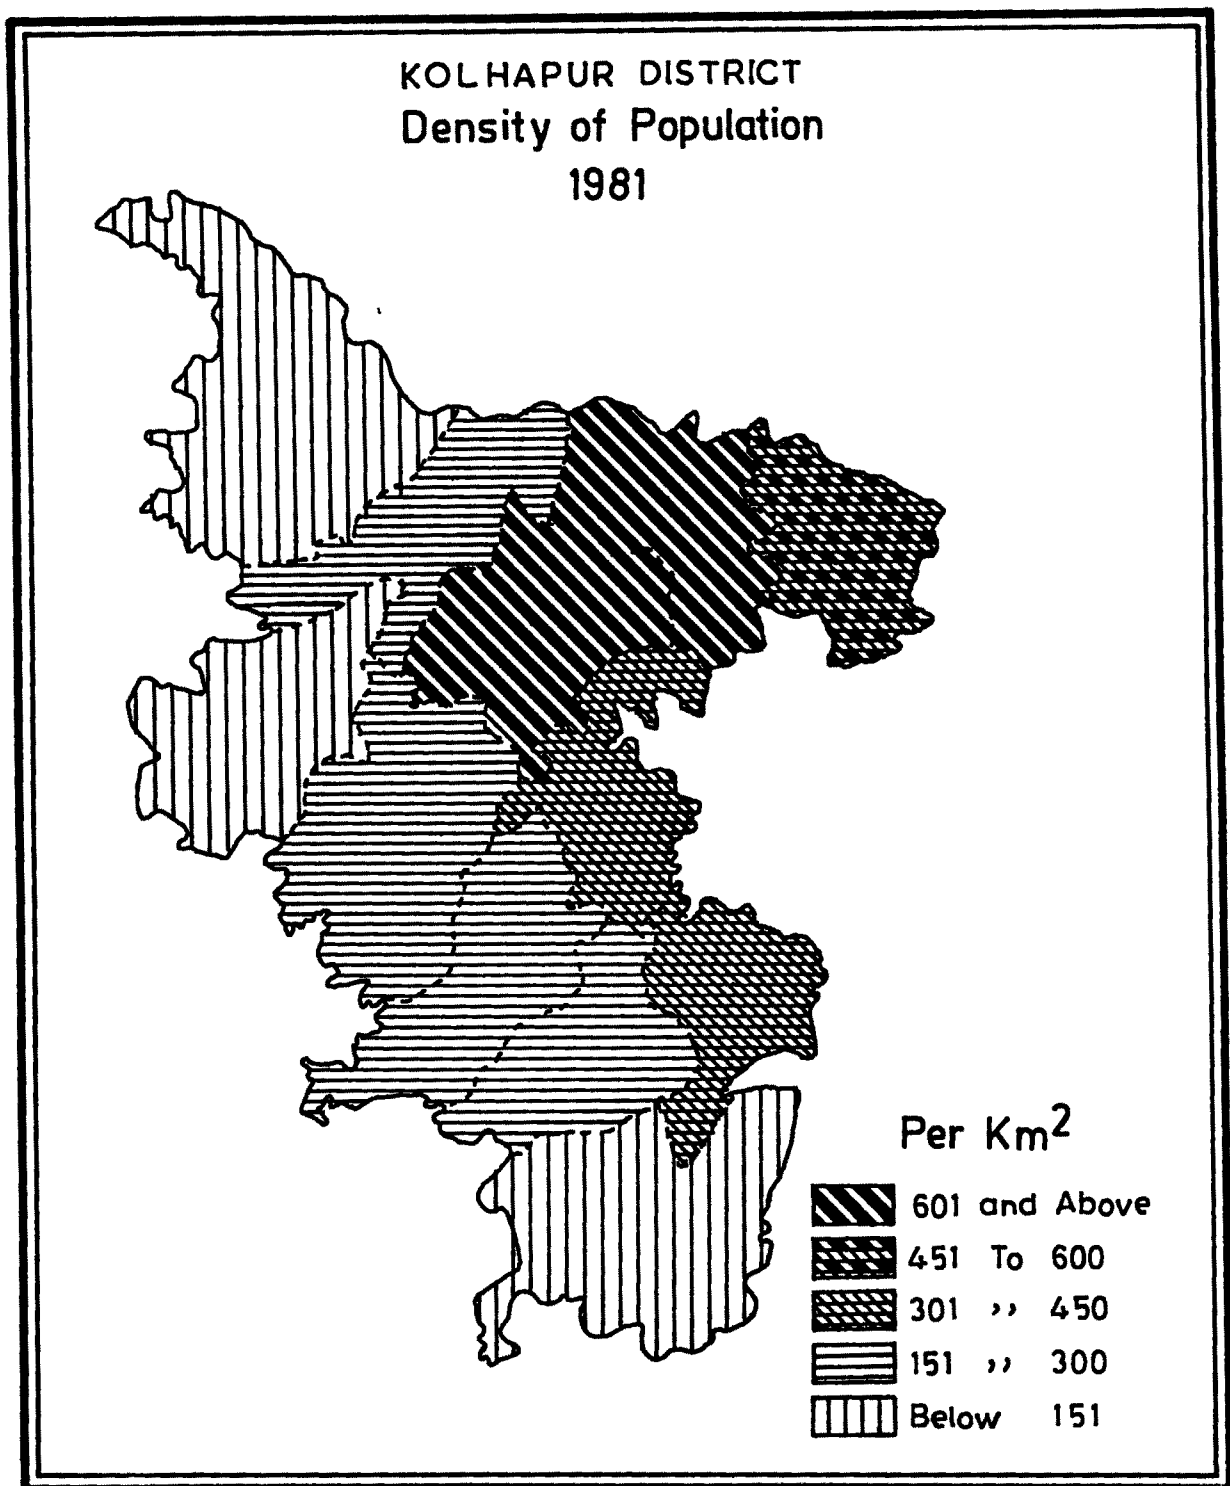 KOLHAPUR DISTRICT
Density of Population
1981
Per Km²
601 and Above
451 To 600
301 ,, 450
151 ,, 300
Below 151